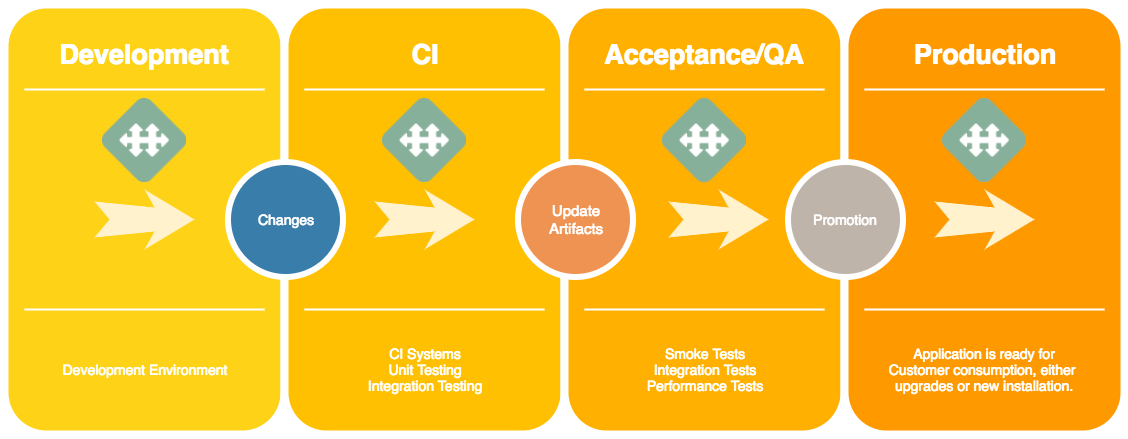 Development
CI
Acceptance/QA
Production
Changes
Update
Artifacts
Promotion
Development Environment
CI Systems
Unit Testing
Integration Testing
Smoke Tests
Integration Tests
Performance Tests
Application is ready for
Customer consumption, either
upgrades or new installation.